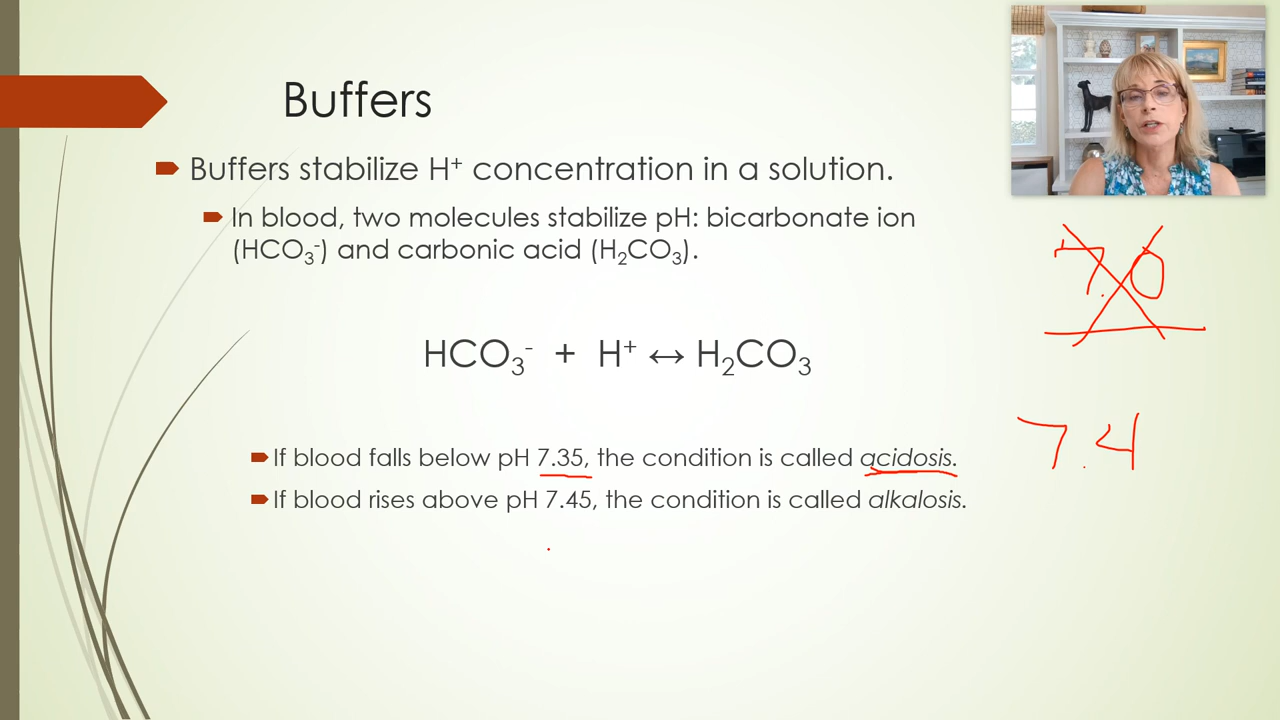 Buffers
Buffers stabilize H⁺ concentration in a solution.
In blood, two molecules stabilize pH: bicarbonate ion
(HCO₃⁻) and carbonic acid (H₂CO₃).
7.0
HCO₃⁻ + H⁺ ↔ H₂CO₃
7.4
If blood falls below pH 7.35, the condition is called acidosis.
If blood rises above pH 7.45, the condition is called alkalosis.